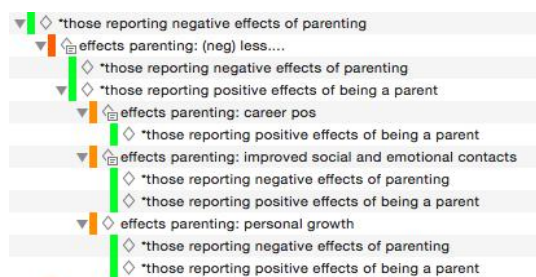 *those reporting negative effects of parenting
effects parenting: (neg) less....
*those reporting negative effects of parenting
*those reporting positive effects of being a parent
effects parenting: career pos
*those reporting positive effects of being a parent
effects parenting: improved social and emotional contacts
*those reporting negative effects of parenting
*those reporting positive effects of being a parent
effects parenting: personal growth
*those reporting negative effects of parenting
*those reporting positive effects of being a parent